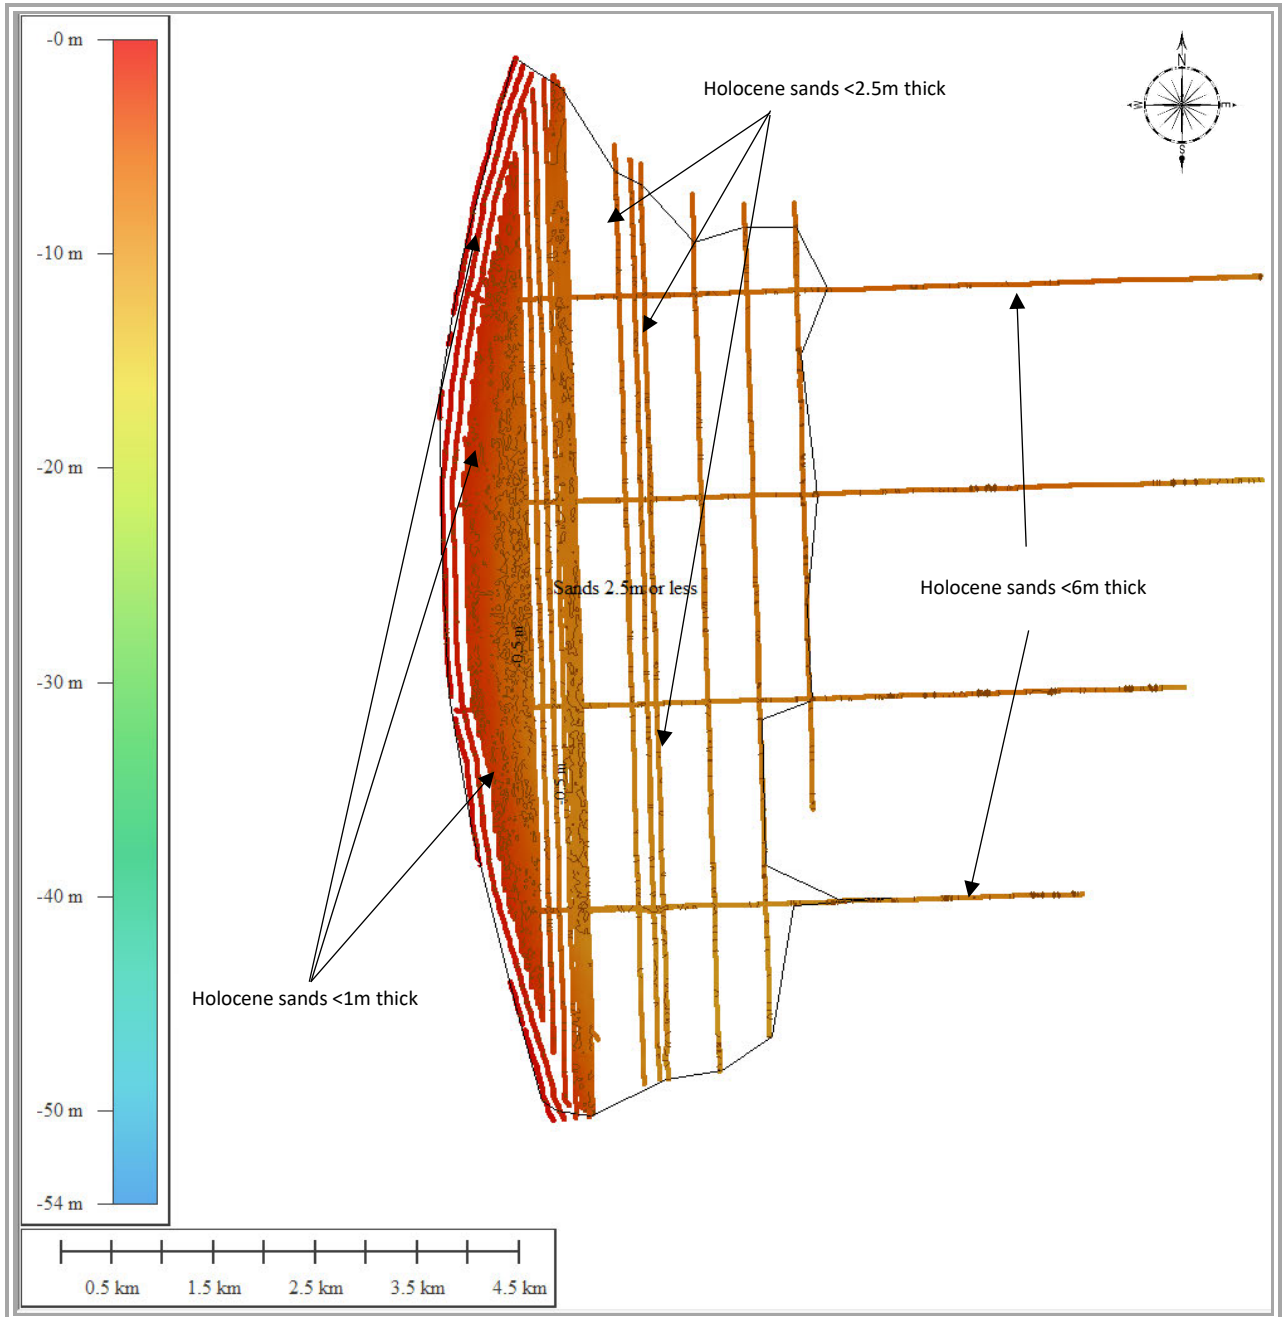 -0 m
-10 m
-20 m
-30 m
-40 m
-50 m
-54 m
Holocene sands <2.5m thick
N
W
E
S
Sands 2.5m or less
Holocene sands <6m thick
-0.5 m
-0.5 m
Holocene sands <1m thick
0.5 km
1.5 km
2.5 km
3.5 km
4.5 km